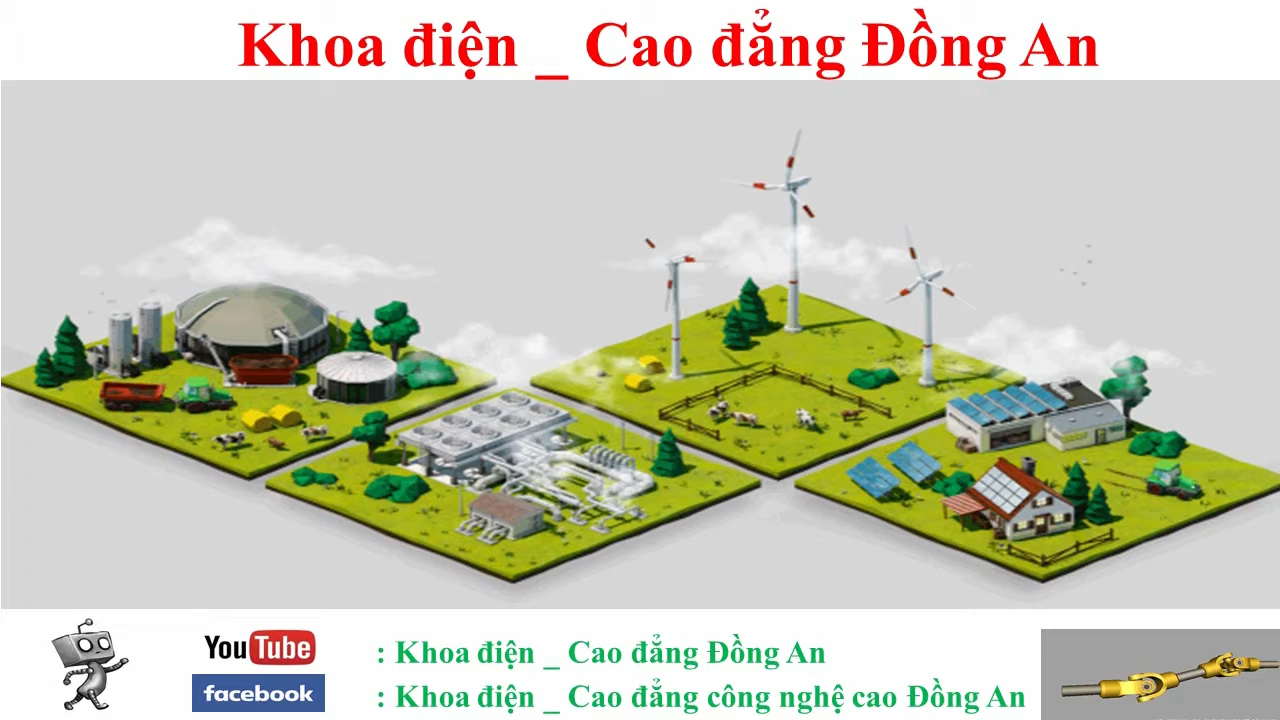 Khoa điện _ Cao đẳng Đồng An
YouTube : Khoa điện _ Cao đẳng Đồng An
facebook : Khoa điện _ Cao đẳng công nghệ cao Đồng An